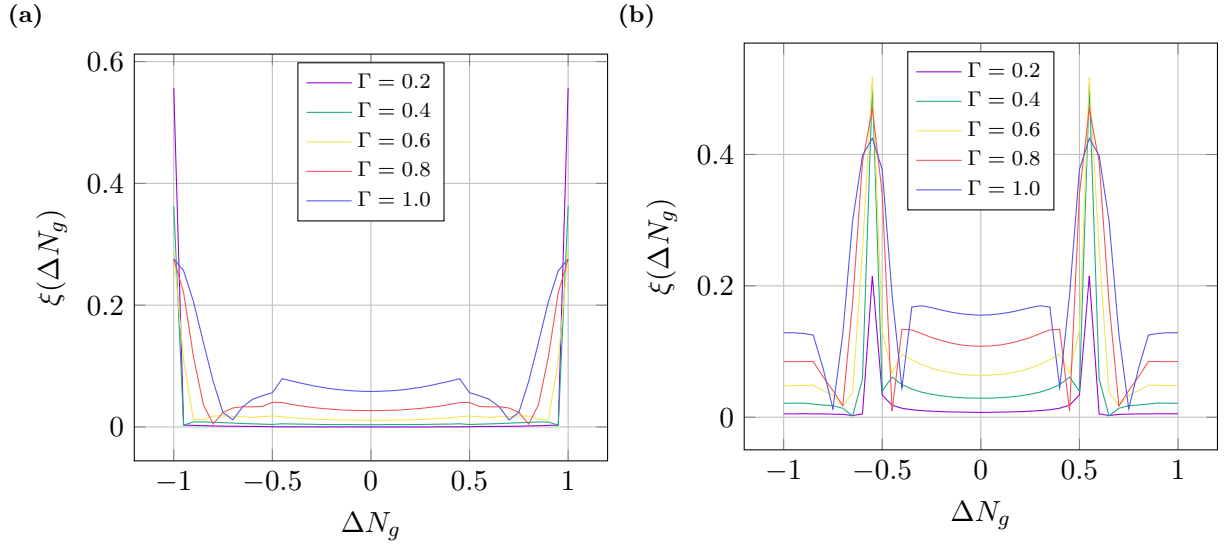 (a)
ξ(ΔN_g)
0.6
0.4
0.2
0
−1
−0.5
0
0.5
1
ΔN_g
Γ = 0.2
Γ = 0.4
Γ = 0.6
Γ = 0.8
Γ = 1.0
(b)
ξ(ΔN_g)
0.4
0.2
0
−1
−0.5
0
0.5
1
ΔN_g
Γ = 0.2
Γ = 0.4
Γ = 0.6
Γ = 0.8
Γ = 1.0